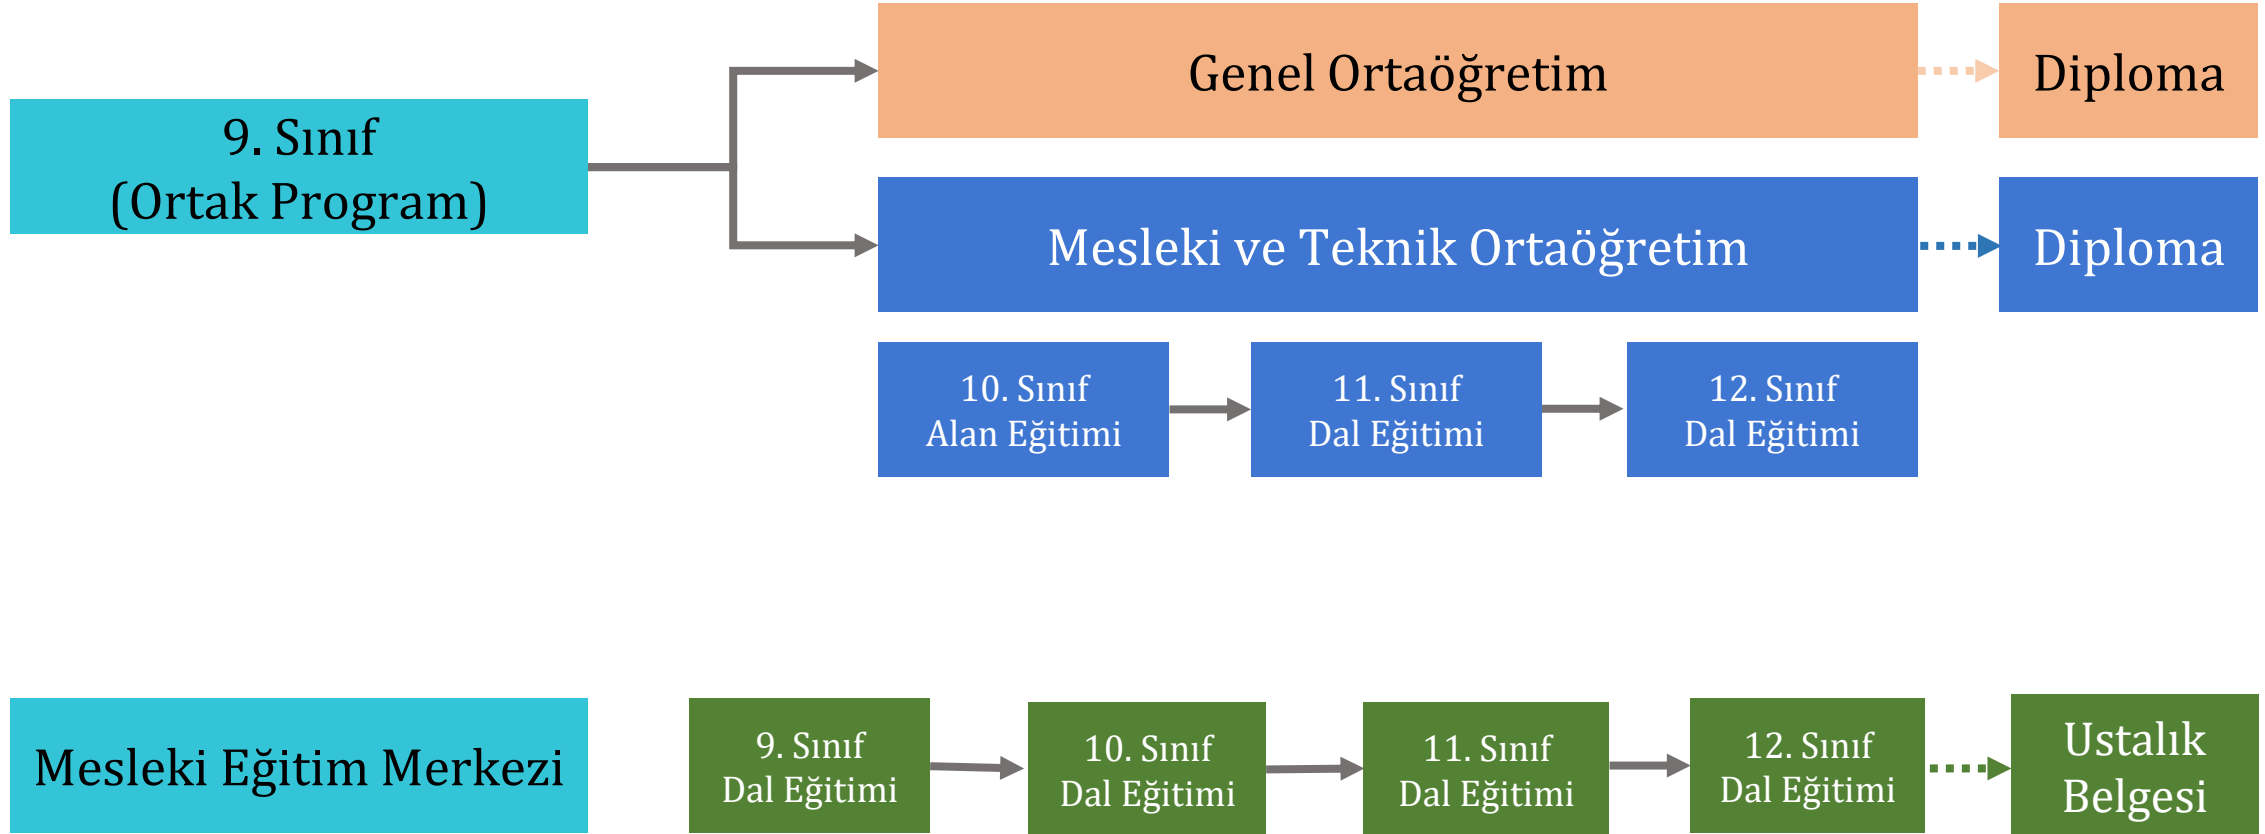 9. Sınıf
(Ortak Program)
Genel Ortaöğretim
Diploma
Mesleki ve Teknik Ortaöğretim
Diploma
10. Sınıf
Alan Eğitimi
11. Sınıf
Dal Eğitimi
12. Sınıf
Dal Eğitimi
Mesleki Eğitim Merkezi
9. Sınıf
Dal Eğitimi
10. Sınıf
Dal Eğitimi
11. Sınıf
Dal Eğitimi
12. Sınıf
Dal Eğitimi
Ustalık
Belgesi